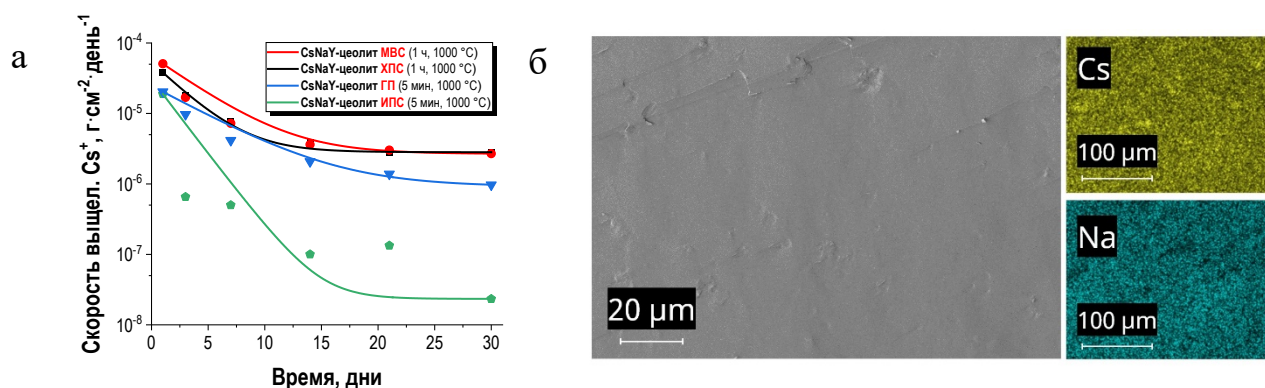 а
Скорость выщел. Cs⁺, г·см⁻²·день⁻¹
10⁻⁴
10⁻⁵
10⁻⁶
10⁻⁷
10⁻⁸
CsNaY-цеолит МВС (1 ч, 1000 °C)
CsNaY-цеолит ХПС (1 ч, 1000 °C)
CsNaY-цеолит ГП (5 мин, 1000 °C)
CsNaY-цеолит ИПС (5 мин, 1000 °C)
0 5 10 15 20 25 30
Время, дни
б
20 µm
Cs
100 µm
Na
100 µm